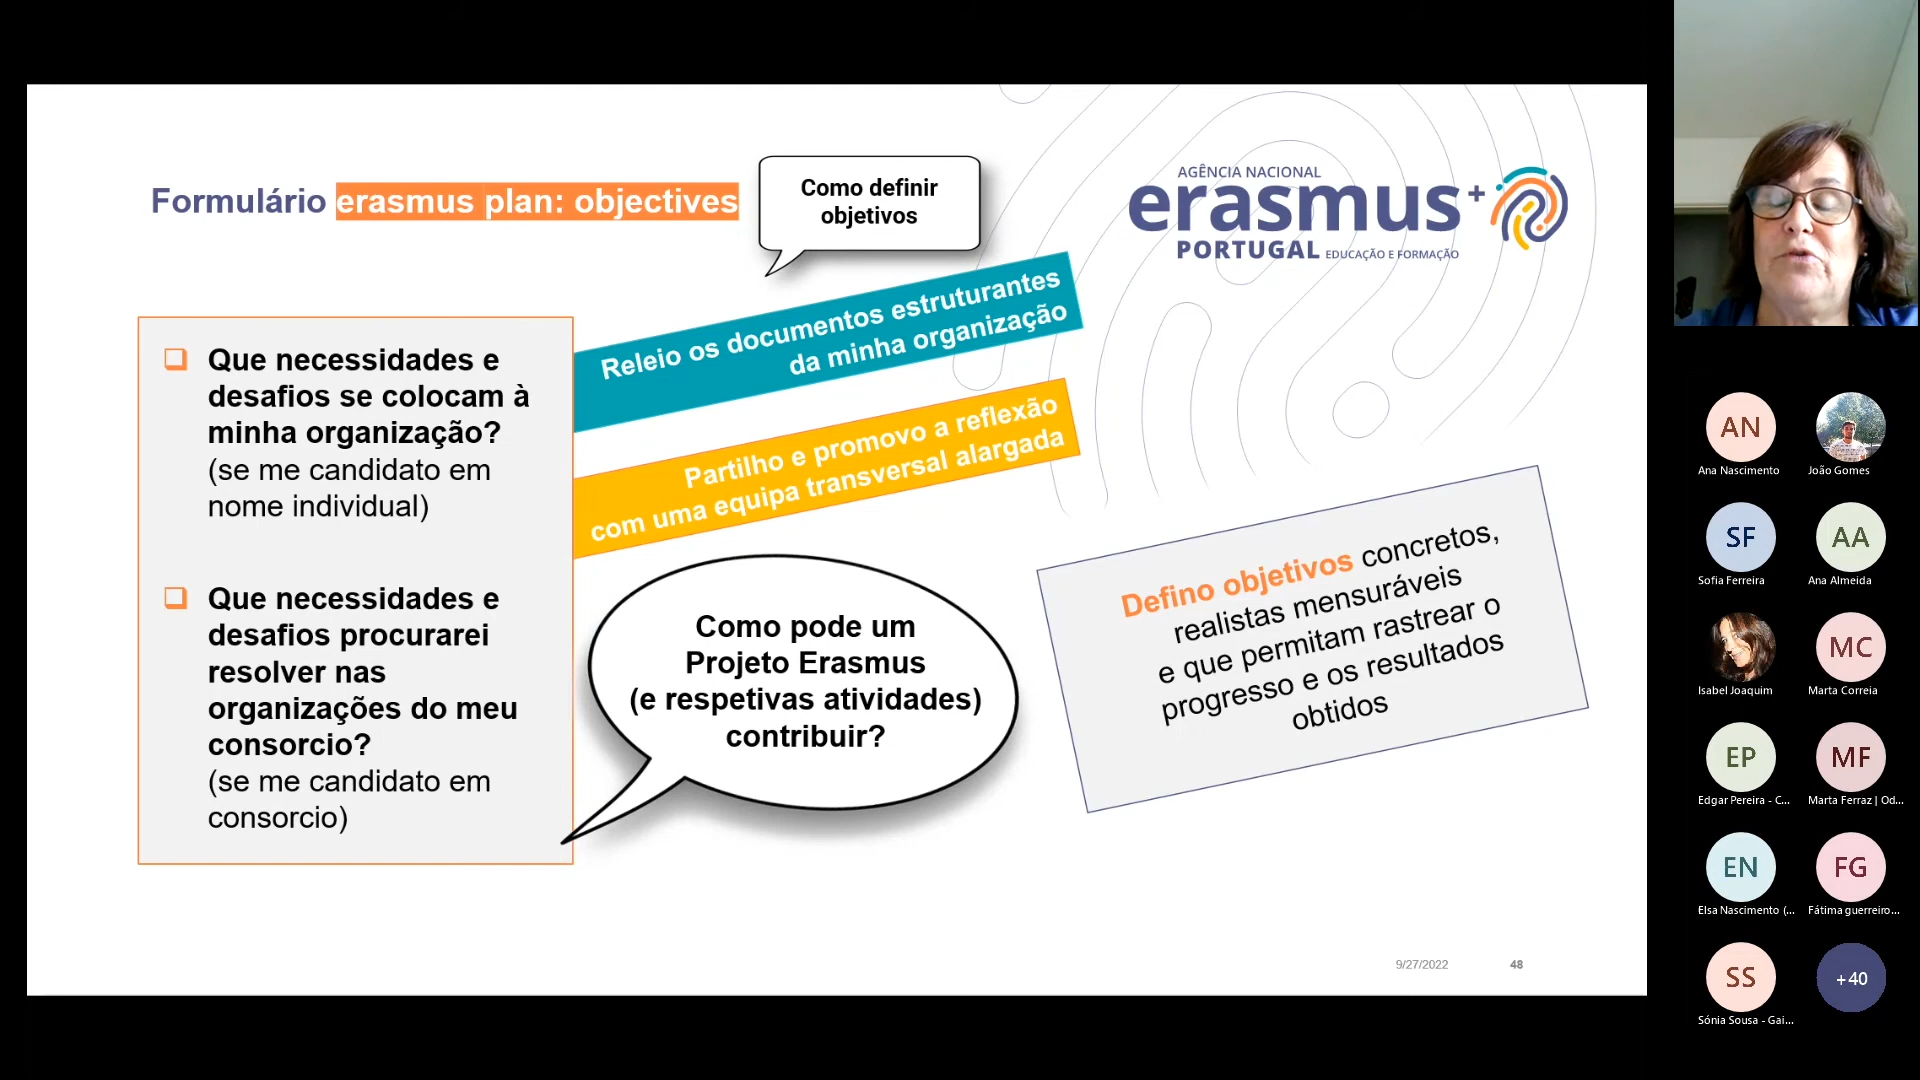 Formulário erasmus plan: objectives
Como definir
objetivos
AGÊNCIA NACIONAL
erasmus+
PORTUGAL EDUCAÇÃO E FORMAÇÃO
Releio os documentos estruturantes
da minha organização
Partilho e promovo a reflexão
com uma equipa transversal alargada
Que necessidades e
desafios se colocam à
minha organização?
(se me candidato em
nome individual)
Que necessidades e
desafios procurarei
resolver nas
organizações do meu
consorcio?
(se me candidato em
consorcio)
Como pode um
Projeto Erasmus
(e respetivas atividades)
contribuir?
Defino objetivos concretos,
realistas mensuráveis
e que permitam rastrear o
progresso e os resultados
obtidos
9/27/2022 48
AN
Ana Nascimento João Gomes
SF AA
Sofia Ferreira Ana Almeida
MC
Isabel Joaquim Marta Correia
EP MF
Edgar Pereira - C... Marta Ferraz | Od...
EN FG
Elsa Nascimento (... Fátima guerreiro...
SS +40
Sónia Sousa - Gai...